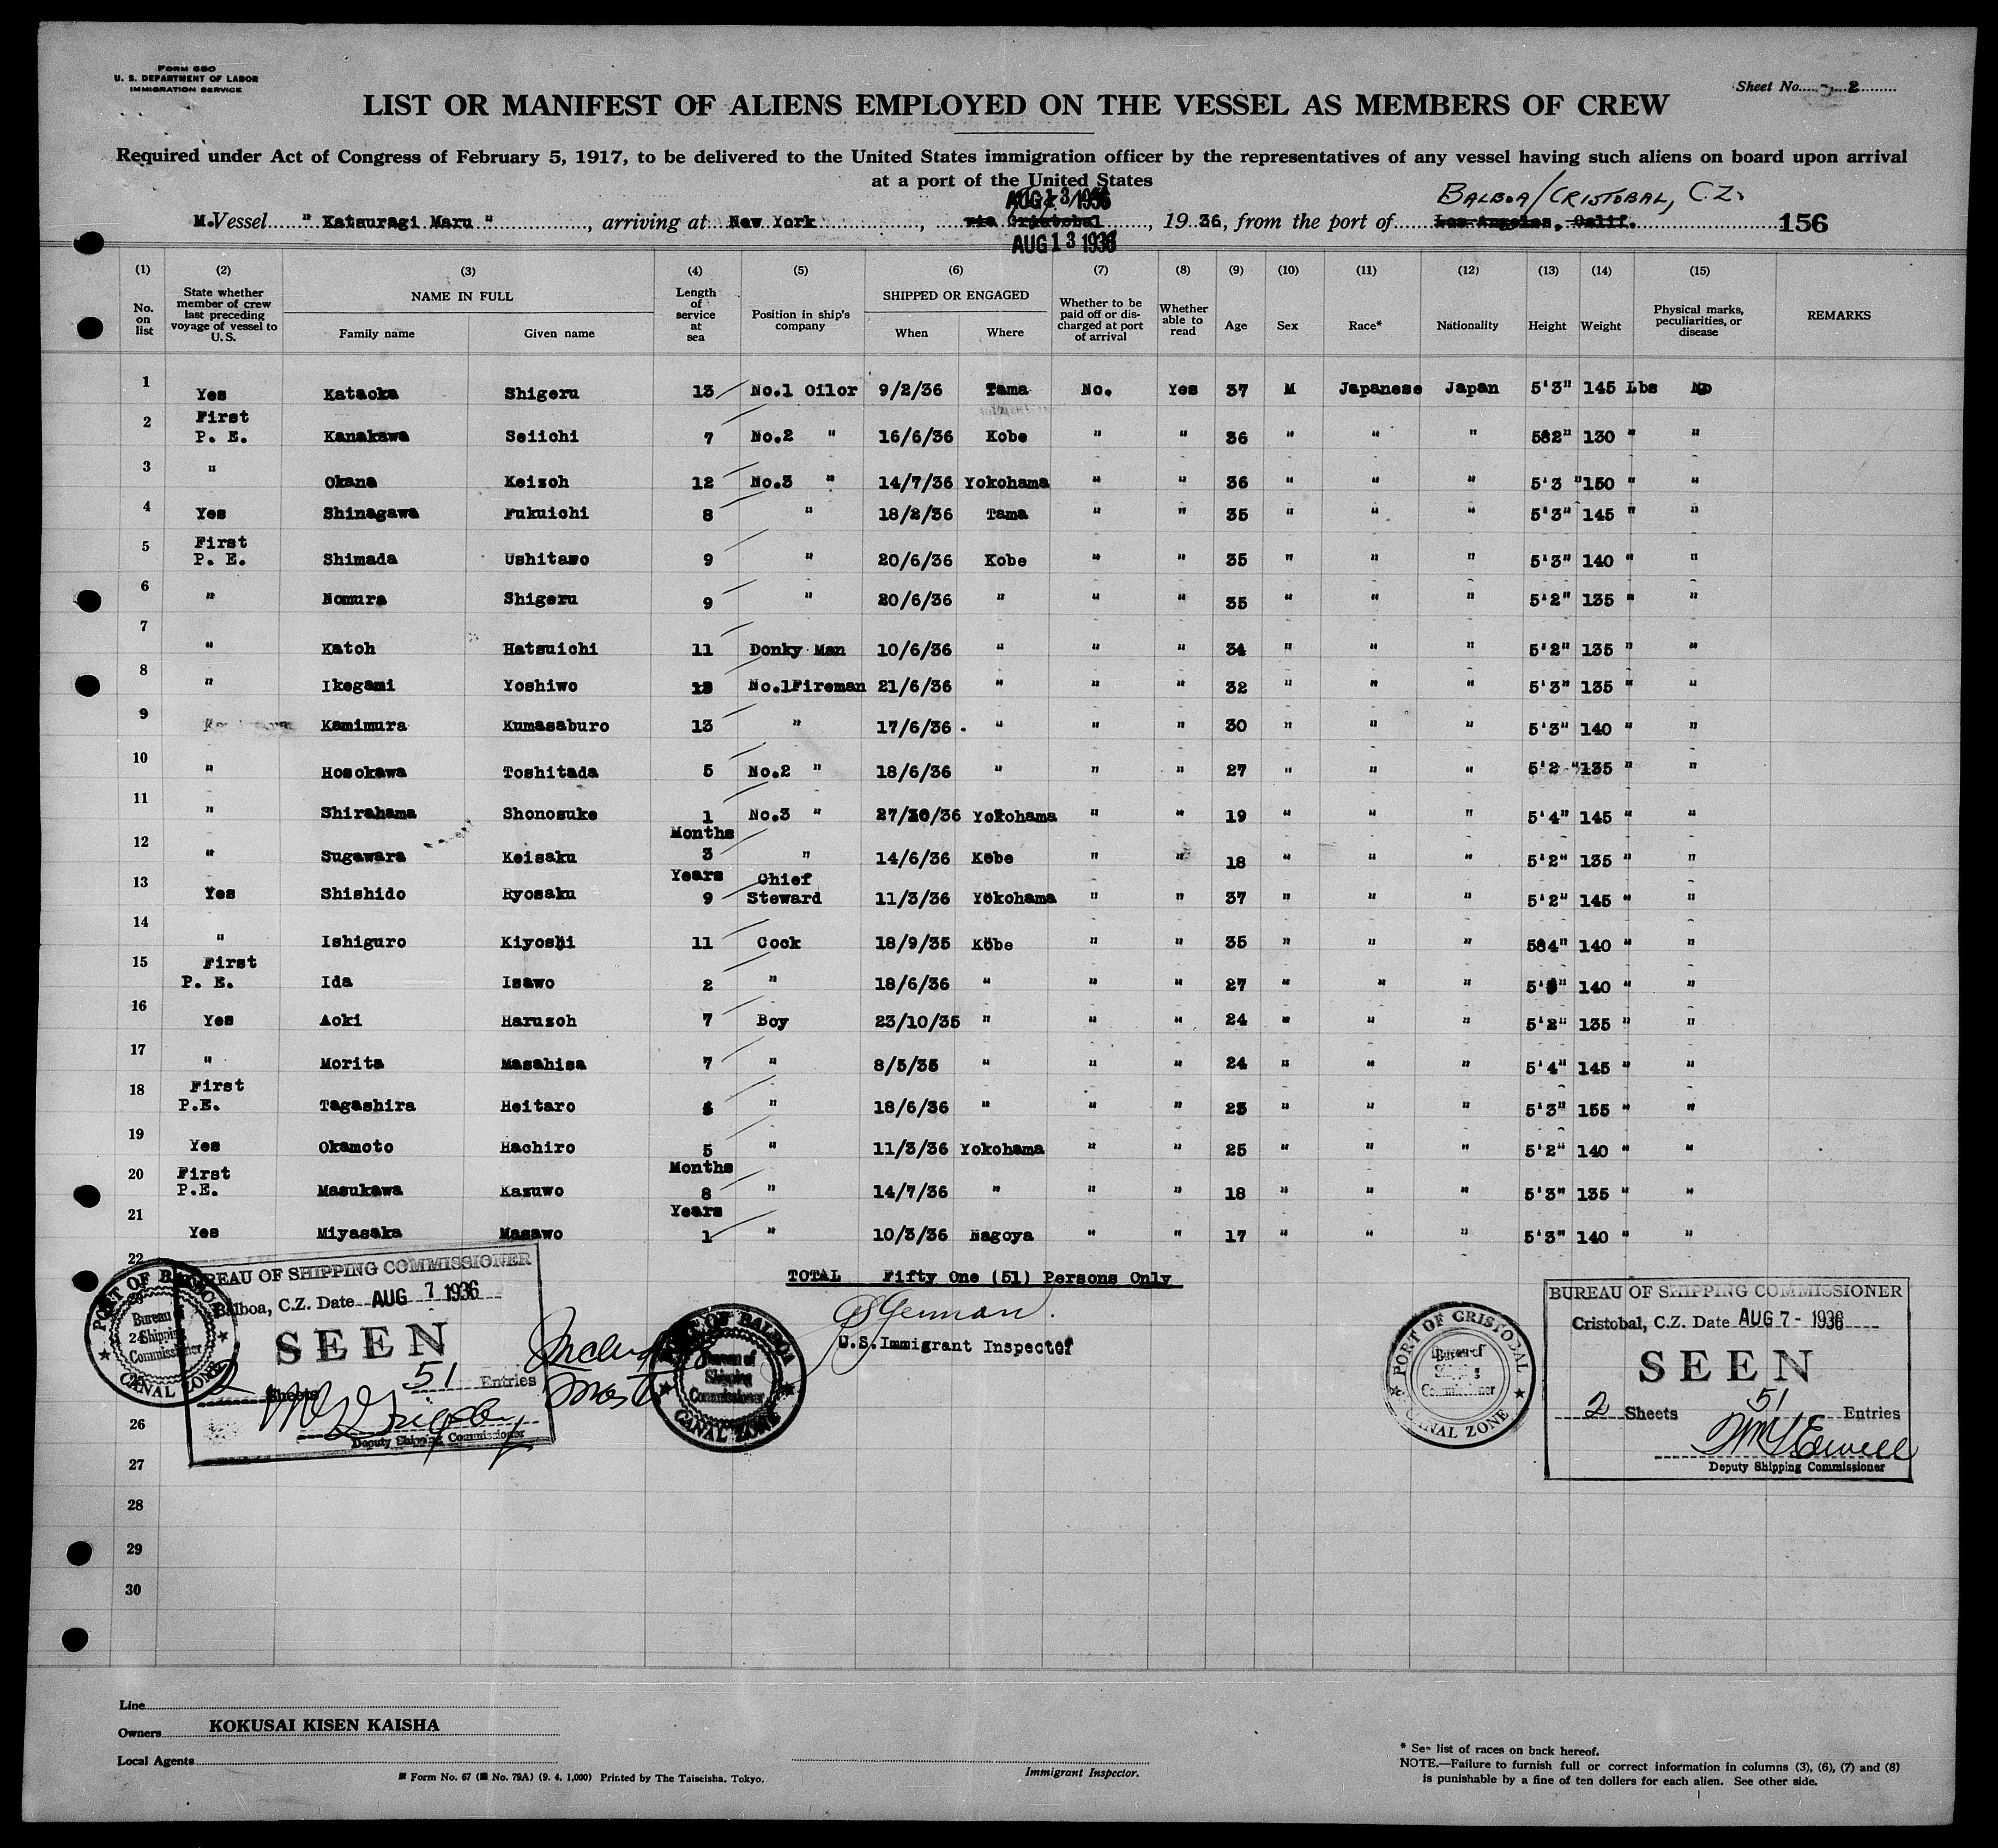 FORM 680
U. S. DEPARTMENT OF LABOR
IMMIGRATION SERVICE
Sheet No. 2
LIST OR MANIFEST OF ALIENS EMPLOYED ON THE VESSEL AS MEMBERS OF CREW
Required under Act of Congress of February 5, 1917, to be delivered to the United States immigration officer by the representatives of any vessel having such aliens on board upon arrival
at a port of the United States
AUG 13 1936
BALBOA/CRISTOBAL, C.Z.
M. Vessel " Katsuragi Maru ", arriving at New York, via Cristobal, 1936, from the port of Los Angeles, Calif. 156
AUG 13 1936
(1) (2) (3) (4) (5) (6) (7) (8) (9) (10) (11) (12) (13) (14) (15)
No. on list State whether member of crew last preceding voyage of vessel to U.S. NAME IN FULL Family name Given name Length of service at sea Position in ship's company SHIPPED OR ENGAGED When Where Whether to be paid off or discharged at port of arrival Whether able to read Age Sex Race* Nationality Height Weight Physical marks, peculiarities, or disease REMARKS
1 Yes Kataoka Shigeru 13 No.1 Oilor 9/2/36 Tama No. Yes 37 M Japanese Japan 5'3" 145 Lbs No
2 First P. E. Kanakawa Seiichi 7 No.2 " 16/6/36 Kobe " " 36 " " " 5'2" 130 " "
3 " Okana Keizoh 12 No.3 " 14/7/36 Yokohama " " 36 " " " 5'3 " 150 " "
4 Yes Shinagawa Fukuichi 8 " 18/2/36 Tama " " 35 " " " 5'3" 145 " "
5 First P. E. Shimada Ushitaro 9 " 20/6/36 Kobe " " 35 " " " 5'3" 140 " "
6 " Nomura Shigeru 9 " 20/6/36 " " " 35 " " " 5'2" 135 " "
7 " Katoh Hatsuichi 11 Donky Man 10/6/36 " " " 34 " " " 5'2" 135 " "
8 " Ikegami Yoshiwo No.1Fireman 21/6/36 " " " 32 " " " 5'3" 135 " "
9 Kamimura Kumasaburo 13 " 17/6/36 . " " " 30 " " " 5'3" 140 " "
10 " Hosokawa Toshitada 5 No.2 " 18/6/36 " " " 27 " " " 5'2 " 135 " "
11 " Shirahama Shonosuke 1 No.3 " Yokohama " " 19 " " " 5'4" 145 " "
12 " Sugawara Keisaku Months 3 " 14/6/36 Kobe " " 18 " " " 5'2" 135 " "
13 Yes Shishido Ryosaku Years 9 Chief Steward 11/3/36 Yokohama " " 37 " " " 5'2" 145 " "
14 " Ishiguro Kiyoshi 11 Cock 18/9/35 Kobe " " 35 " " " 5'4" 140 " "
15 First P. E. Ida Isawo 2 " 18/6/36 " " " 27 " " " 140 " "
16 Yes Aoki Haruzoh 7 Boy 23/10/35 " " " 24 " " " 5'2" 135 " "
17 " Morita Masahisa 7 " 8/5/35 " " " 24 " " " 5'4" 145 " "
18 First P.E. Tagashira Heitaro " 18/6/36 " " " 23 " " " 5'3" 155 " "
19 Yes Okamoto Hachiro 5 " 11/3/36 Yokohama " " 25 " " " 5'2" 140 " "
20 First P.E. Masukawa Kazuwo Months 8 " 14/7/36 " " " 18 " " " 5'3" 135 " "
21 Yes Miyasaka Masawo Years 1 " 10/3/36 Nagoya " " 17 " " " 5'3" 140 " "
22
TOTAL Fifty One (51) Persons Only
U.S.Immigrant Inspector
PORT OF BALBOA
Bureau of
Shipping
Commissioner
CANAL ZONE
BUREAU OF SHIPPING COMMISSIONER
Balboa, C.Z. Date AUG 7 1936
SEEN
2 Sheets 51 Entries
Deputy Shipping Commissioner
PORT OF BALBOA
Bureau of
Shipping
Commissioner
CANAL ZONE
PORT OF CRISTOBAL
Bureau of
Shipping
Commissioner
CANAL ZONE
BUREAU OF SHIPPING COMMISSIONER
Cristobal, C.Z. Date AUG 7 - 1936
SEEN
2 Sheets 51 Entries
Deputy Shipping Commissioner
26
27
28
29
30
Line
Owners KOKUSAI KISEN KAISHA
Local Agents
Form No. 67 (No. 79A) (9. 4. 1,000) Printed by The Taiseisha, Tokyo.
Immigrant Inspector.
* See list of races on back hereof.
NOTE.—Failure to furnish full or correct information in columns (3), (6), (7) and (8)
is punishable by a fine of ten dollars for each alien. See other side.